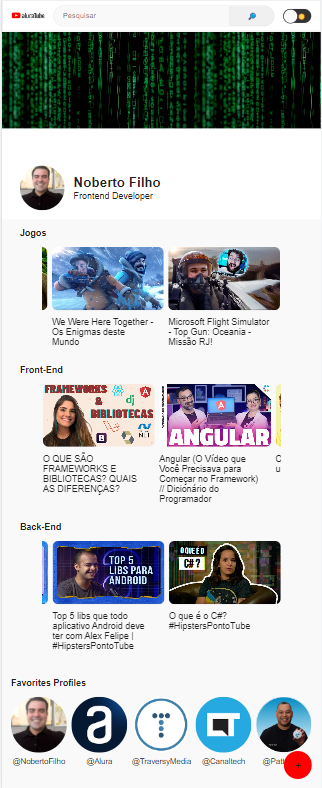 aluraTube
Pesquisar
Noberto Filho
Frontend Developer
Jogos
We Were Here Together -
Os Enigmas deste
Mundo
Microsoft Flight Simulator
- Top Gun: Oceania -
Missão RJ!
Front-End
FRAMEWORKS
&
BIBLIOTECAS
dj
B
.NET
A
ANGULAR
O QUE SÃO
FRAMEWORKS E
BIBLIOTECAS? QUAIS
AS DIFERENÇAS?
Angular (O Vídeo que
Você Precisava para
Começar no Framework)
// Dicionário do
Programador
Back-End
TOP 5
LIBS PARA
ANDROID
O QUE É O
C# ?
Top 5 libs que todo
aplicativo Android deve
ter com Alex Felipe |
#HipstersPontoTube
O que é o C#?
#HipstersPontoTube
Favorites Profiles
a
@NobertoFilho
@Alura
@TraversyMedia
@Canaltech
+